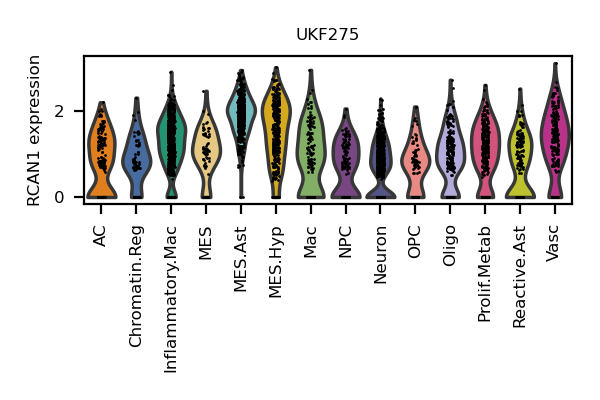 UKF275
RCAN1 expression
2
0
AC
Chromatin.Reg
Inflammatory.Mac
MES
MES.Ast
MES.Hyp
Mac
NPC
Neuron
OPC
Oligo
Prolif.Metab
Reactive.Ast
Vasc